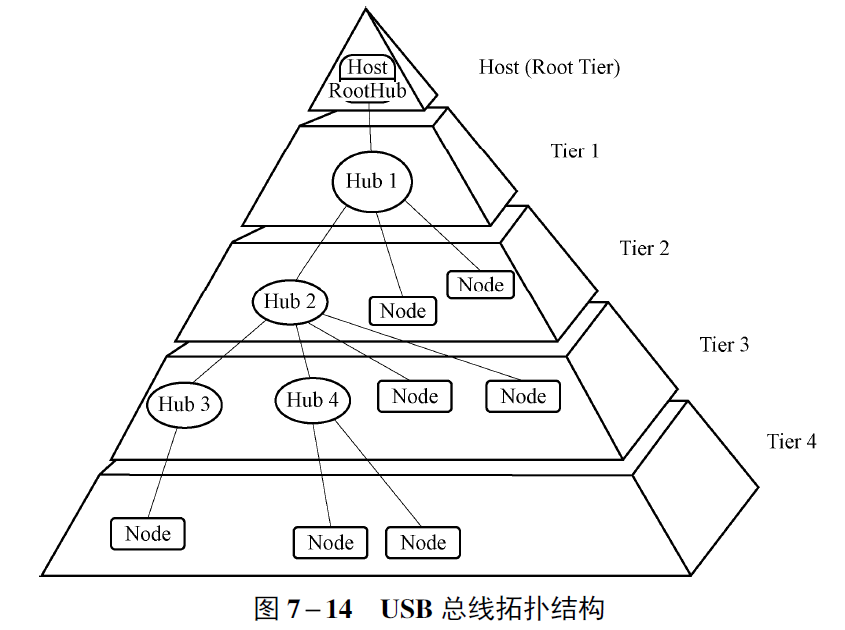 Host
RootHub
Host (Root Tier)
Tier 1
Hub 1
Tier 2
Hub 2
Node
Node
Tier 3
Hub 3
Hub 4
Node
Node
Tier 4
Node
Node
Node
图 7-14 USB 总线拓扑结构